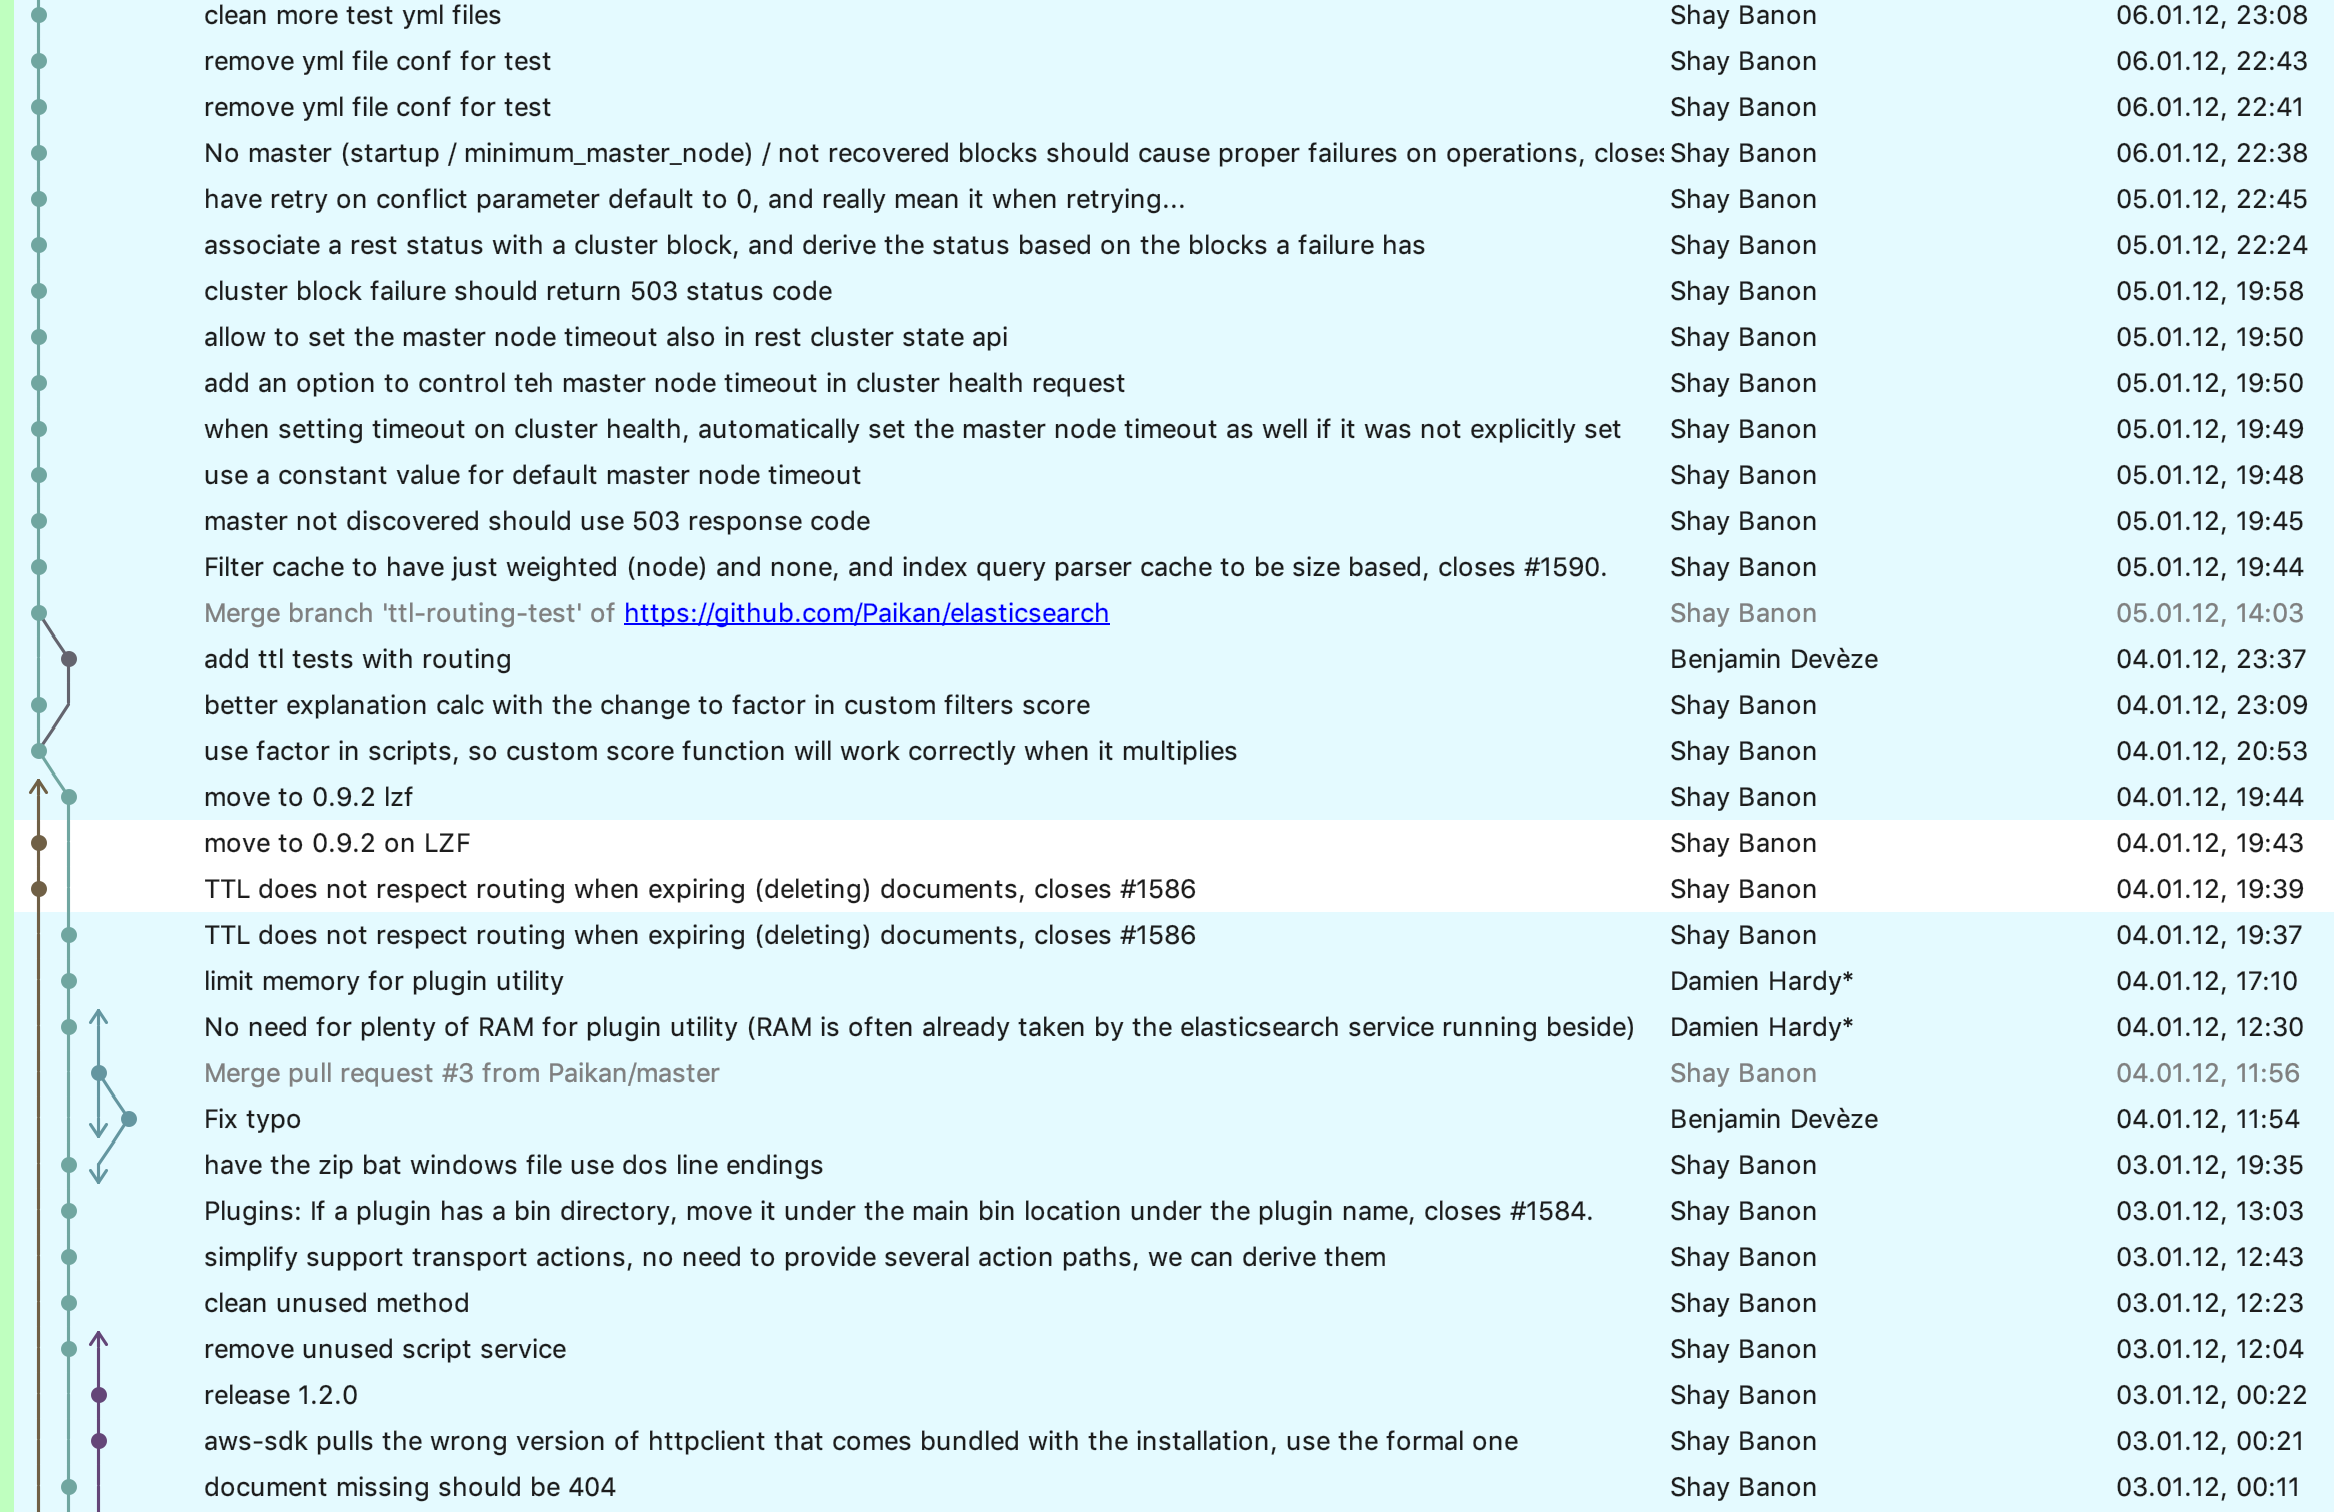 clean more test yml files Shay Banon 06.01.12, 23:08
remove yml file conf for test Shay Banon 06.01.12, 22:43
remove yml file conf for test Shay Banon 06.01.12, 22:41
No master (startup / minimum_master_node) / not recovered blocks should cause proper failures on operations, closes Shay Banon 06.01.12, 22:38
have retry on conflict parameter default to 0, and really mean it when retrying... Shay Banon 05.01.12, 22:45
associate a rest status with a cluster block, and derive the status based on the blocks a failure has Shay Banon 05.01.12, 22:24
cluster block failure should return 503 status code Shay Banon 05.01.12, 19:58
allow to set the master node timeout also in rest cluster state api Shay Banon 05.01.12, 19:50
add an option to control teh master node timeout in cluster health request Shay Banon 05.01.12, 19:50
when setting timeout on cluster health, automatically set the master node timeout as well if it was not explicitly set Shay Banon 05.01.12, 19:49
use a constant value for default master node timeout Shay Banon 05.01.12, 19:48
master not discovered should use 503 response code Shay Banon 05.01.12, 19:45
Filter cache to have just weighted (node) and none, and index query parser cache to be size based, closes #1590. Shay Banon 05.01.12, 19:44
Merge branch 'ttl-routing-test' of https://github.com/Paikan/elasticsearch Shay Banon 05.01.12, 14:03
add ttl tests with routing Benjamin Devèze 04.01.12, 23:37
better explanation calc with the change to factor in custom filters score Shay Banon 04.01.12, 23:09
use factor in scripts, so custom score function will work correctly when it multiplies Shay Banon 04.01.12, 20:53
move to 0.9.2 lzf Shay Banon 04.01.12, 19:44
move to 0.9.2 on LZF Shay Banon 04.01.12, 19:43
TTL does not respect routing when expiring (deleting) documents, closes #1586 Shay Banon 04.01.12, 19:39
TTL does not respect routing when expiring (deleting) documents, closes #1586 Shay Banon 04.01.12, 19:37
limit memory for plugin utility Damien Hardy* 04.01.12, 17:10
No need for plenty of RAM for plugin utility (RAM is often already taken by the elasticsearch service running beside) Damien Hardy* 04.01.12, 12:30
Merge pull request #3 from Paikan/master Shay Banon 04.01.12, 11:56
Fix typo Benjamin Devèze 04.01.12, 11:54
have the zip bat windows file use dos line endings Shay Banon 03.01.12, 19:35
Plugins: If a plugin has a bin directory, move it under the main bin location under the plugin name, closes #1584. Shay Banon 03.01.12, 13:03
simplify support transport actions, no need to provide several action paths, we can derive them Shay Banon 03.01.12, 12:43
clean unused method Shay Banon 03.01.12, 12:23
remove unused script service Shay Banon 03.01.12, 12:04
release 1.2.0 Shay Banon 03.01.12, 00:22
aws-sdk pulls the wrong version of httpclient that comes bundled with the installation, use the formal one Shay Banon 03.01.12, 00:21
document missing should be 404 Shay Banon 03.01.12, 00:11